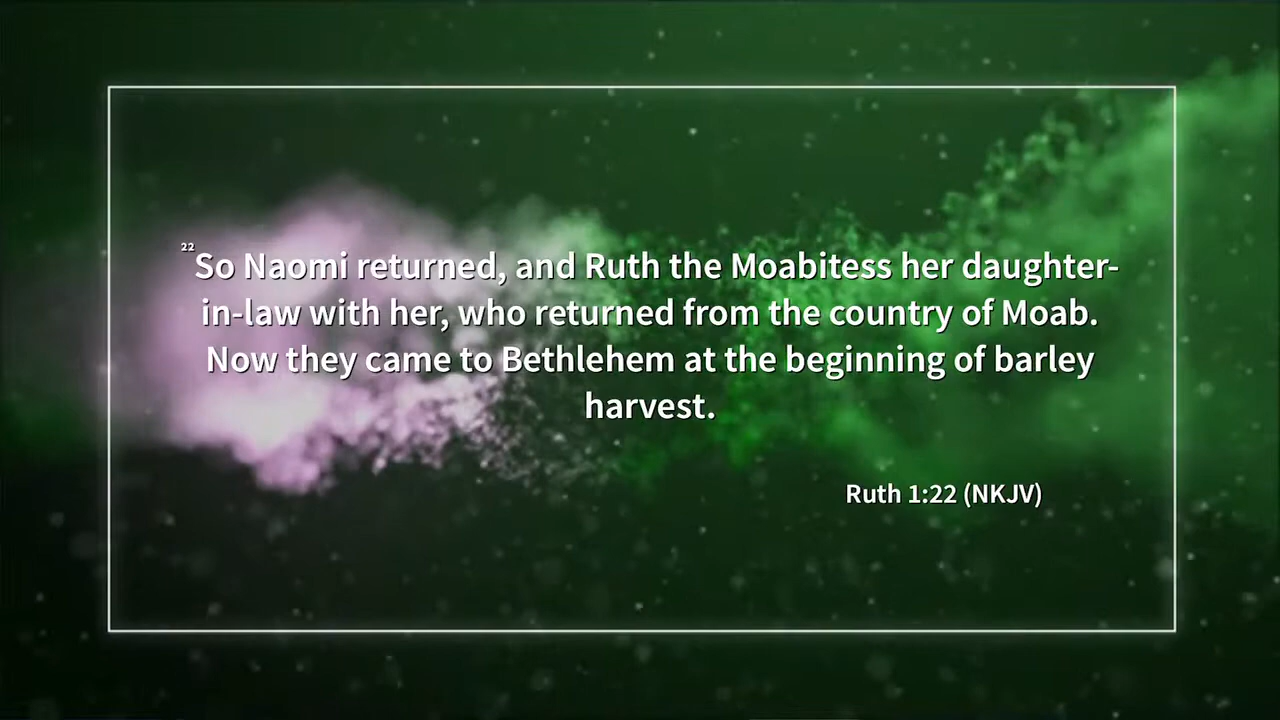 22So Naomi returned, and Ruth the Moabitess her daughter-
in-law with her, who returned from the country of Moab.
Now they came to Bethlehem at the beginning of barley
harvest.
Ruth 1:22 (NKJV)